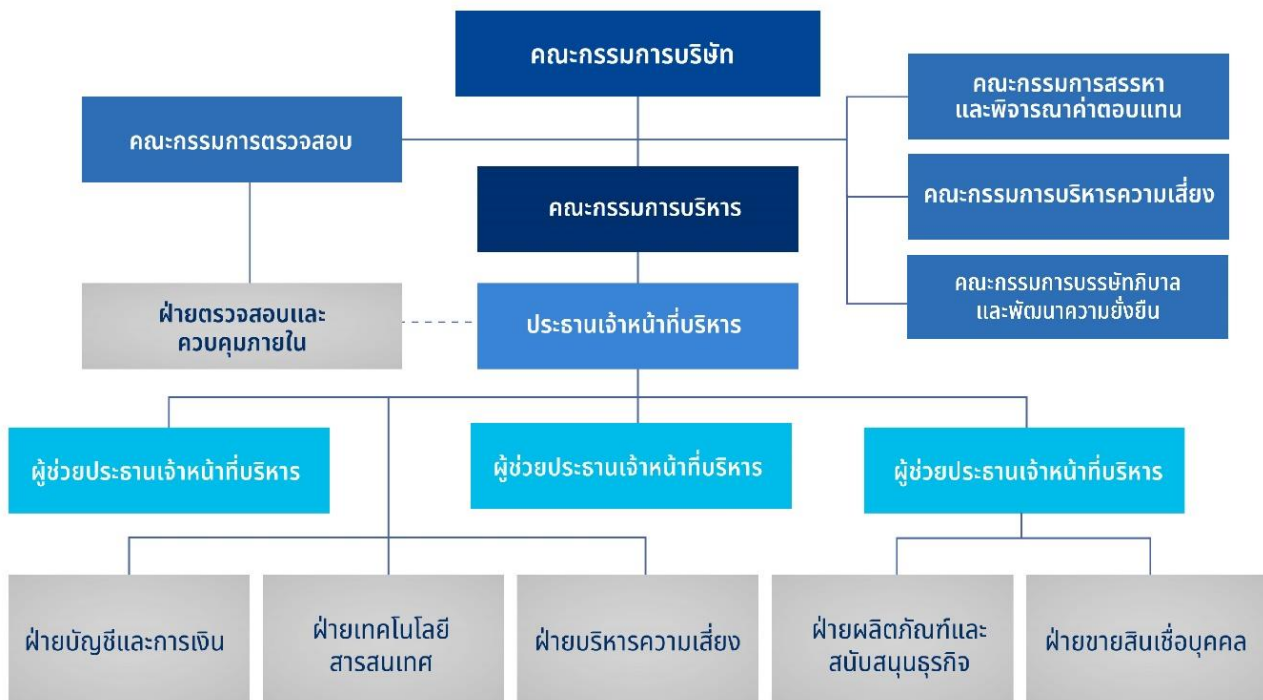 คณะกรรมการบริษัท
คณะกรรมการสรรหา
และพิจารณาค่าตอบแทน
คณะกรรมการตรวจสอบ
คณะกรรมการบริหาร
คณะกรรมการบริหารความเสี่ยง
ฝ่ายตรวจสอบและ
ควบคุมภายใน
ประธานเจ้าหน้าที่บริหาร
คณะกรรมการบรรษัทภิบาล
และพัฒนาความยั่งยืน
ผู้ช่วยประธานเจ้าหน้าที่บริหาร
ผู้ช่วยประธานเจ้าหน้าที่บริหาร
ผู้ช่วยประธานเจ้าหน้าที่บริหาร
ฝ่ายบัญชีและการเงิน
ฝ่ายเทคโนโลยี
สารสนเทศ
ฝ่ายบริหารความเสี่ยง
ฝ่ายผลิตภัณฑ์และ
สนับสนุนธุรกิจ
ฝ่ายขายสินเชื่อบุคคล